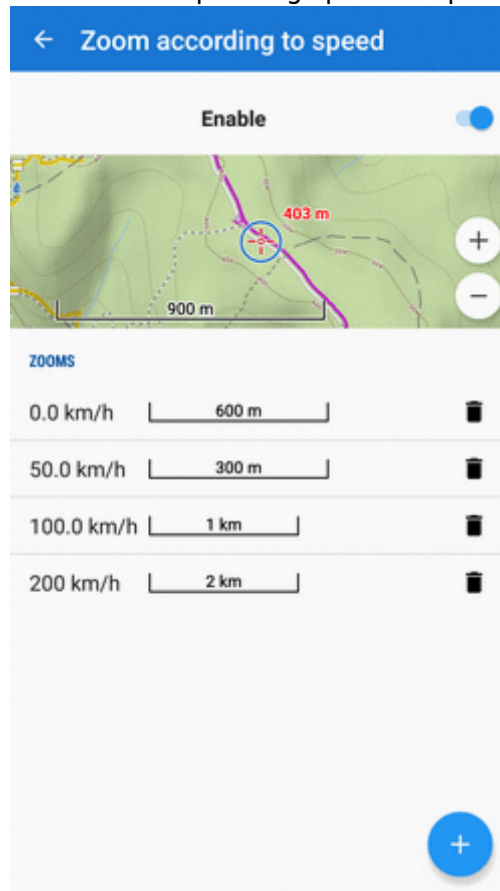 Zoom according to speed
Enable
403 m
900 m
ZOOMS
0.0 km/h 600 m
50.0 km/h 300 m
100.0 km/h 1 km
200 km/h 2 km